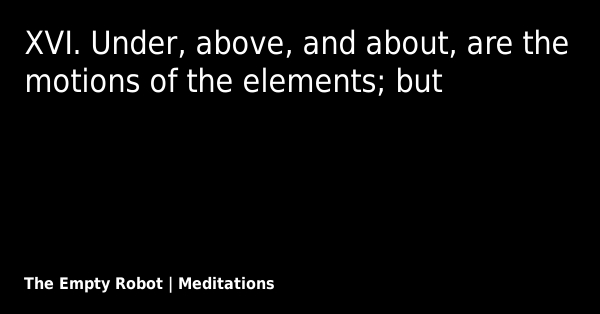 XVI. Under, above, and about, are the
motions of the elements; but
The Empty Robot | Meditations